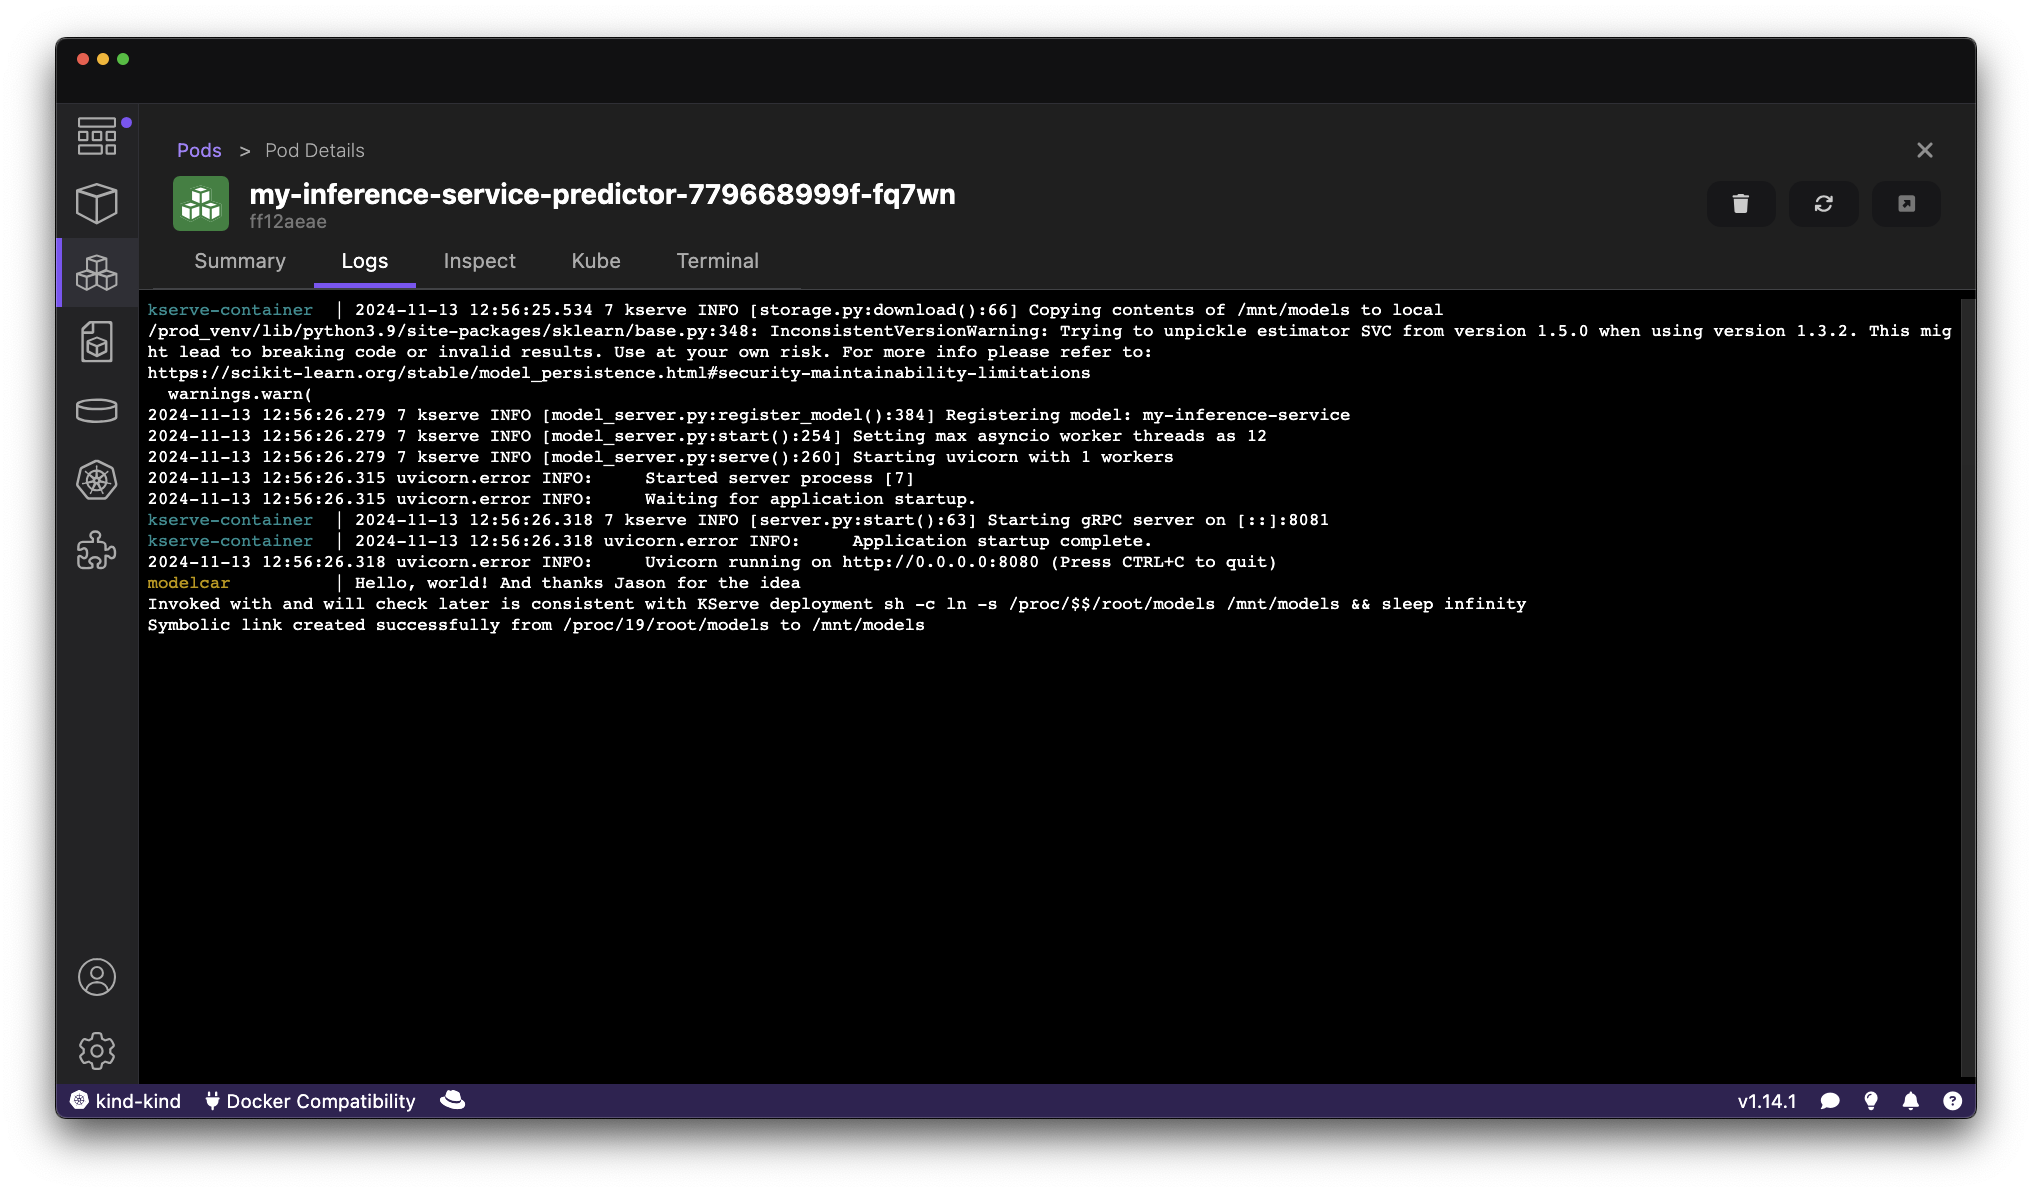 Pods > Pod Details
my-inference-service-predictor-779668999f-fq7wn
ff12aeae
Summary Logs Inspect Kube Terminal
kserve-container | 2024-11-13 12:56:25.534 7 kserve INFO [storage.py:download():66] Copying contents of /mnt/models to local
/prod_venv/lib/python3.9/site-packages/sklearn/base.py:348: InconsistentVersionWarning: Trying to unpickle estimator SVC from version 1.5.0 when using version 1.3.2. This mig
ht lead to breaking code or invalid results. Use at your own risk. For more info please refer to:
https://scikit-learn.org/stable/model_persistence.html#security-maintainability-limitations
warnings.warn(
2024-11-13 12:56:26.279 7 kserve INFO [model_server.py:register_model():384] Registering model: my-inference-service
2024-11-13 12:56:26.279 7 kserve INFO [model_server.py:start():254] Setting max asyncio worker threads as 12
2024-11-13 12:56:26.279 7 kserve INFO [model_server.py:serve():260] Starting uvicorn with 1 workers
2024-11-13 12:56:26.315 uvicorn.error INFO: Started server process [7]
2024-11-13 12:56:26.315 uvicorn.error INFO: Waiting for application startup.
kserve-container | 2024-11-13 12:56:26.318 7 kserve INFO [server.py:start():63] Starting gRPC server on [::]:8081
kserve-container | 2024-11-13 12:56:26.318 uvicorn.error INFO: Application startup complete.
2024-11-13 12:56:26.318 uvicorn.error INFO: Uvicorn running on http://0.0.0.0:8080 (Press CTRL+C to quit)
modelcar | Hello, world! And thanks Jason for the idea
Invoked with and will check later is consistent with KServe deployment sh -c ln -s /proc/$$/root/models /mnt/models && sleep infinity
Symbolic link created successfully from /proc/19/root/models to /mnt/models
kind-kind Docker Compatibility v1.14.1